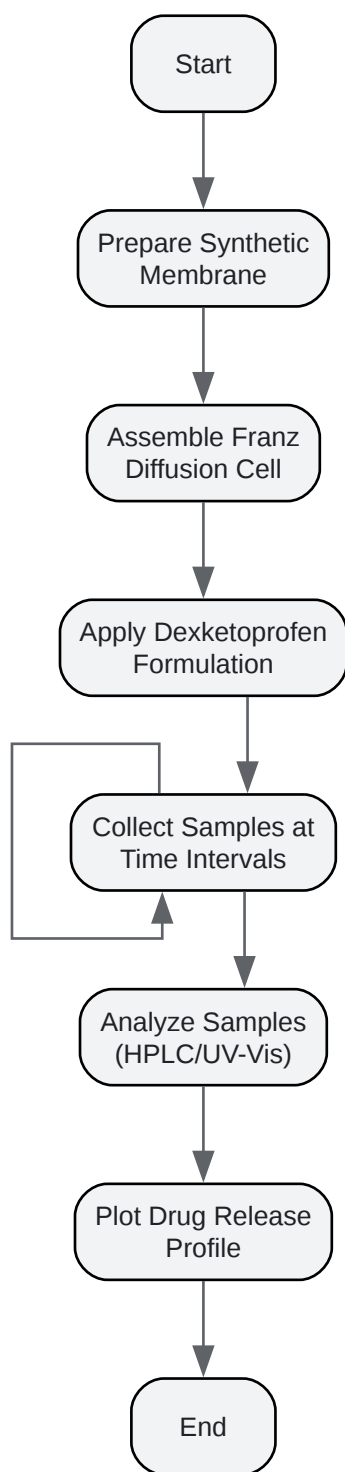 Start
Prepare Synthetic
Membrane
Assemble Franz
Diffusion Cell
Apply Dexketoprofen
Formulation
Collect Samples at
Time Intervals
Analyze Samples
(HPLC/UV-Vis)
Plot Drug Release
Profile
End